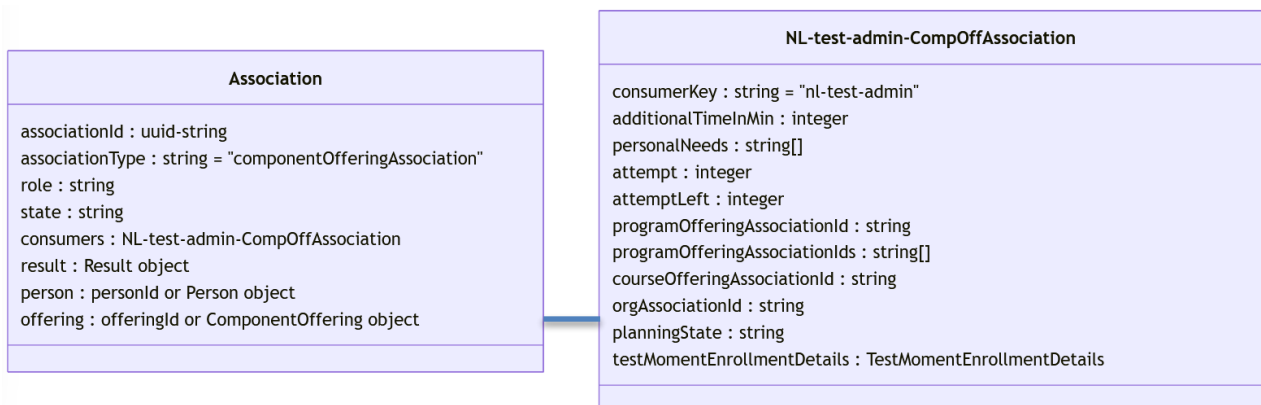 Association
associationId : uuid-string
associationType : string = "componentOfferingAssociation"
role : string
state : string
consumers : NL-test-admin-CompOffAssociation
result : Result object
person : personId or Person object
offering : offeringId or ComponentOffering object
NL-test-admin-CompOffAssociation
consumerKey : string = "nl-test-admin"
additionalTimeInMin : integer
personalNeeds : string[]
attempt : integer
attemptLeft : integer
programOfferingAssociationId : string
programOfferingAssociationIds : string[]
courseOfferingAssociationId : string
orgAssociationId : string
planningState : string
testMomentEnrollmentDetails : TestMomentEnrollmentDetails